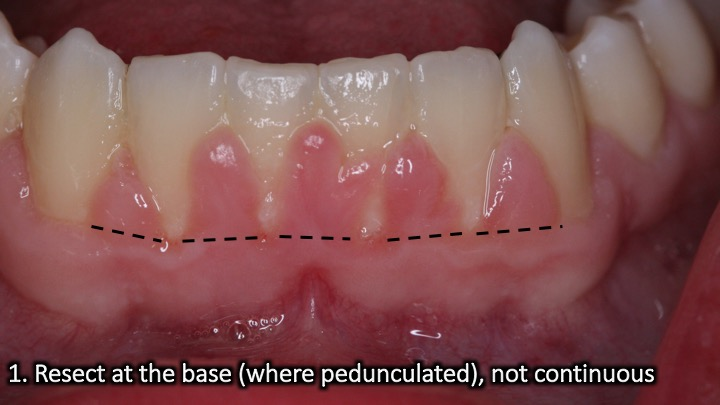 1. Resect at the base (where pedunculated), not continuous